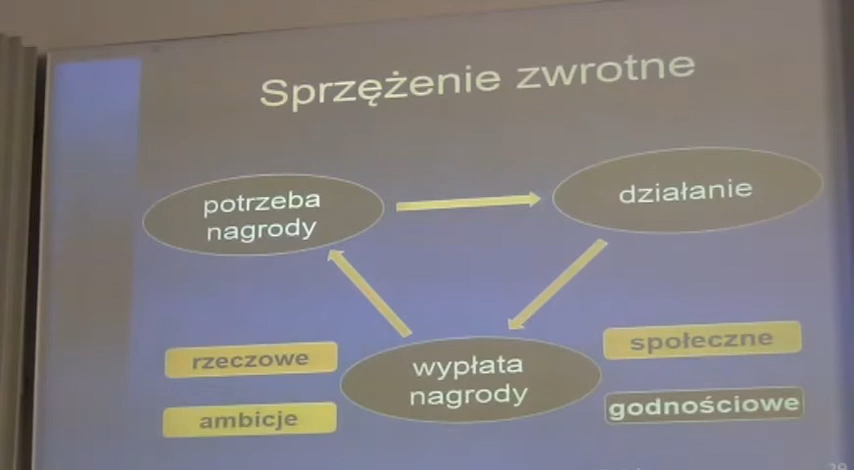 Sprzężenie zwrotne
potrzeba
nagrody
działanie
rzeczowe
wypłata
nagrody
społeczne
ambicje
godnościowe